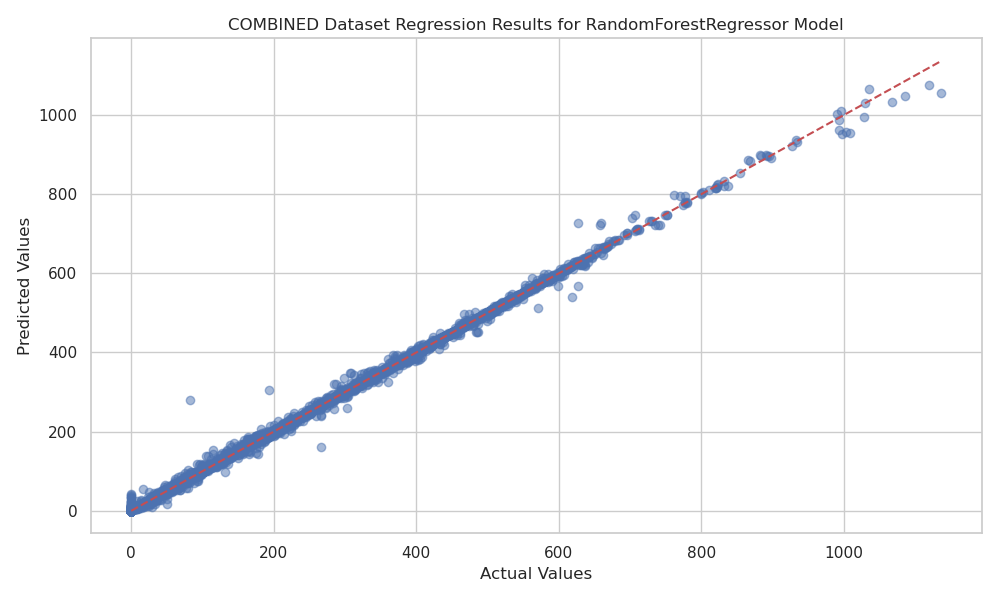 COMBINED Dataset Regression Results for RandomForestRegressor Model
Predicted Values
1000
800
600
400
200
0
0 200 400 600 800 1000
Actual Values